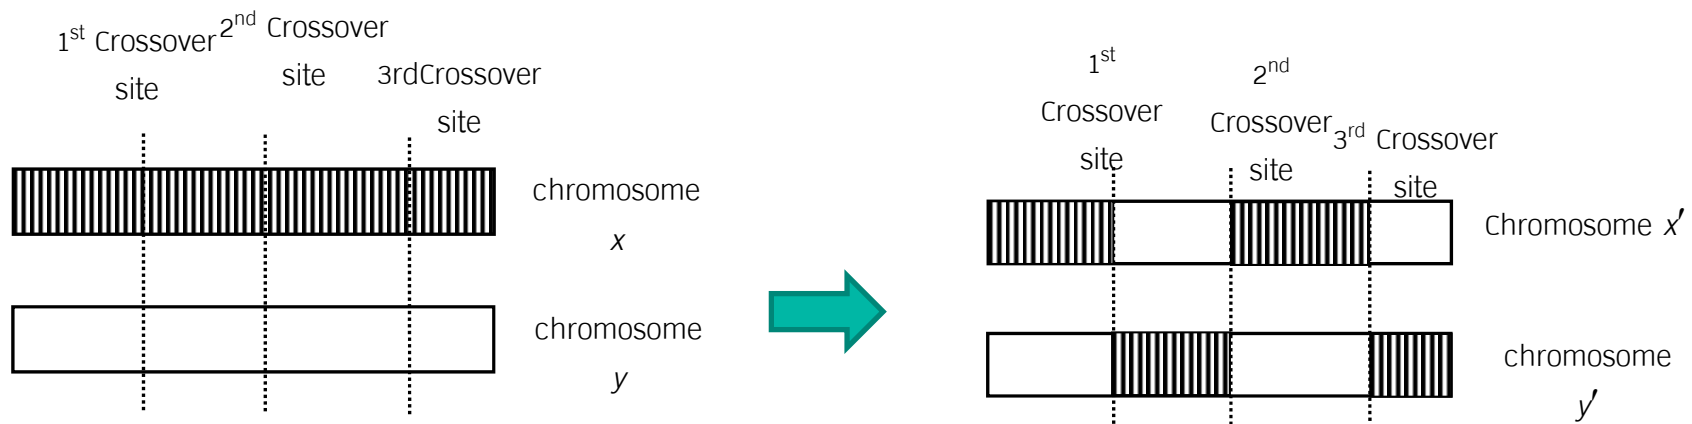 1st Crossover
site
2nd Crossover
site
3rdCrossover
site
chromosome
x
chromosome
y
1st
Crossover
site
2nd
Crossover
site
3rd Crossover
site
Chromosome x′
chromosome
y′